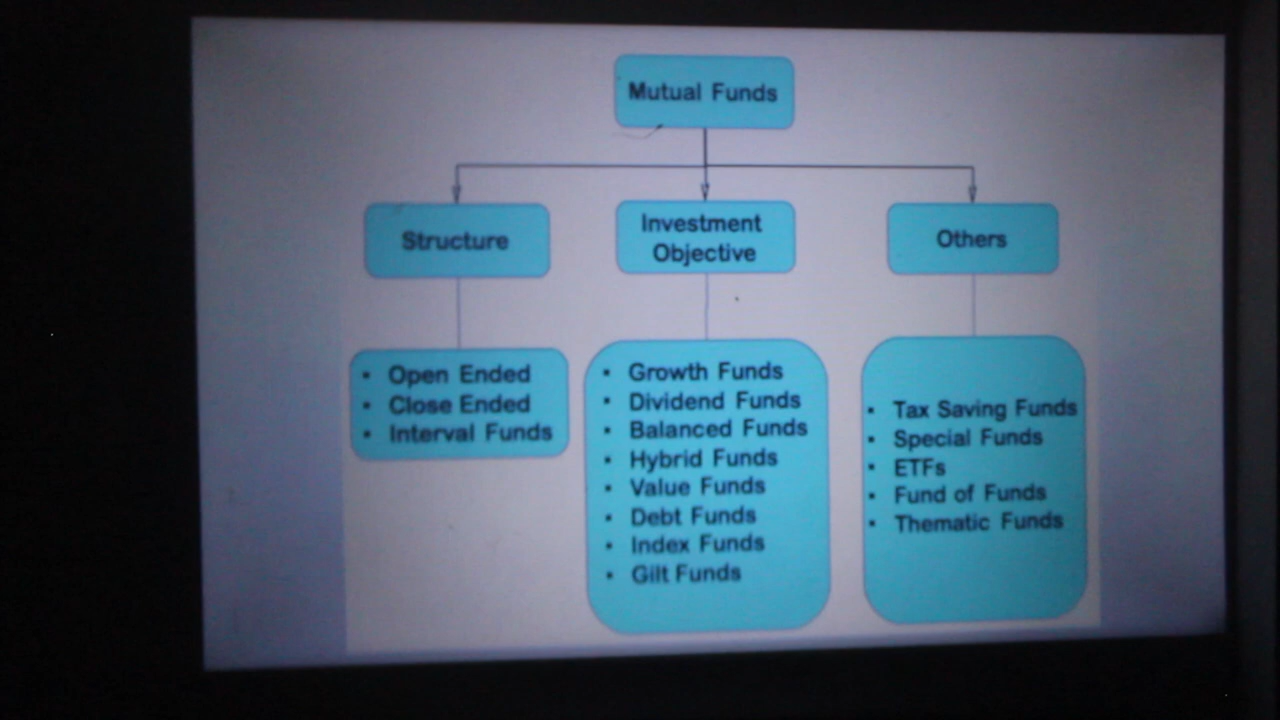 Mutual Funds
Structure
Investment
Objective
Others
• Open Ended
• Close Ended
• Interval Funds
• Growth Funds
• Dividend Funds
• Balanced Funds
• Hybrid Funds
• Value Funds
• Debt Funds
• Index Funds
• Gilt Funds
• Tax Saving Funds
• Special Funds
• ETFs
• Fund of Funds
• Thematic Funds